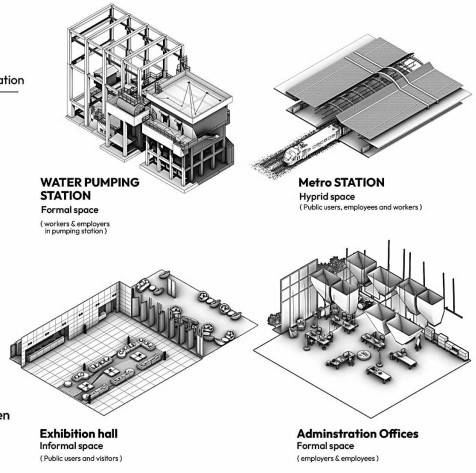 ation
WATER PUMPING
STATION
Formal space
( workers & employers
in pumping station )
Metro STATION
Hyprid space
( Public users, employees and workers )
en
Exhibition hall
Informal space
( Public users and visitors )
Adminstration Offices
Formal space
( employers & employees )